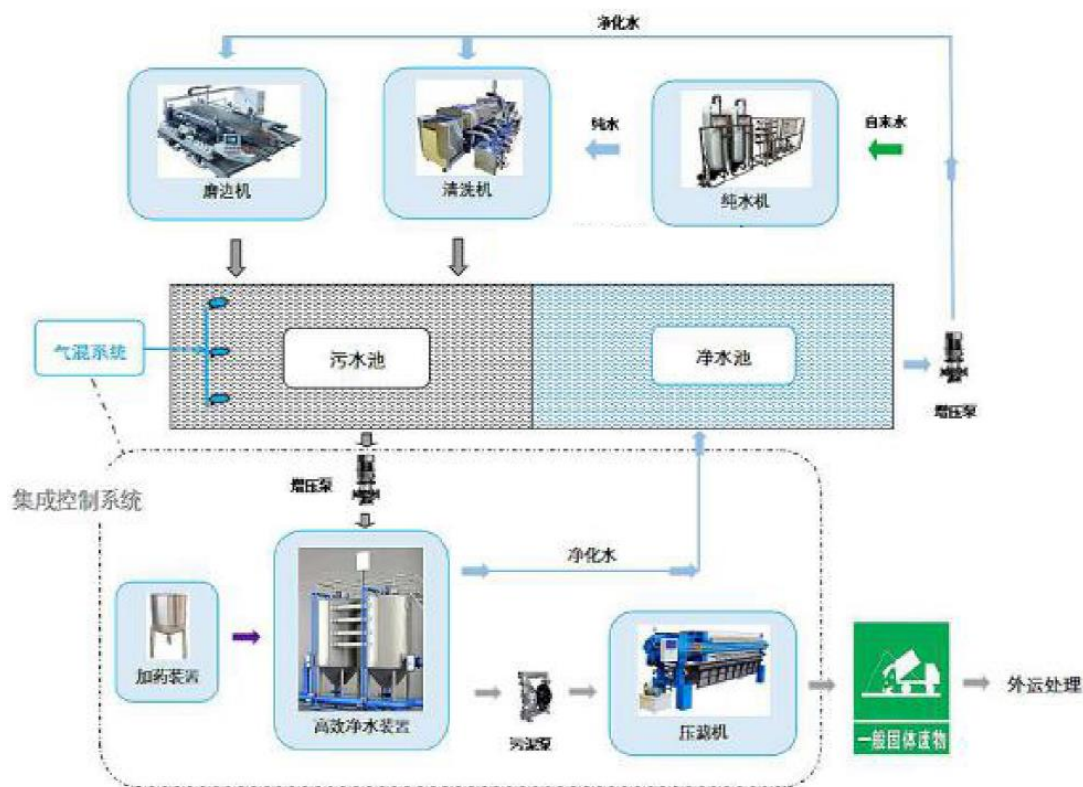 净化水
磨边机
清洗机
纯水
纯水机
自来水
气混系统
污水池
净水池
增压泵
集成控制系统
增压泵
净化水
加药装置
高效净水装置
污泥泵
压滤机
一般固体废物
外运处理